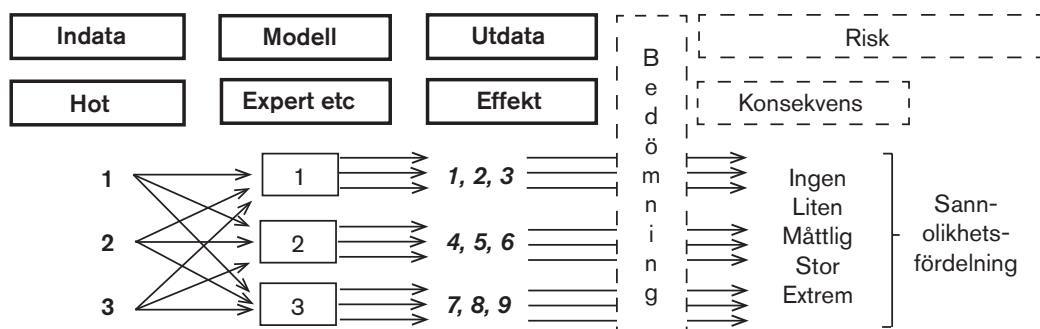 Indata Modell Utdata Risk
Hot Expert etc Effekt Konsekvens
Bedömning
1 1 1, 2, 3
2 2 4, 5, 6
3 3 7, 8, 9
Ingen
Liten
Måttlig
Stor
Extrem
Sann-
olikhets-
fördelning